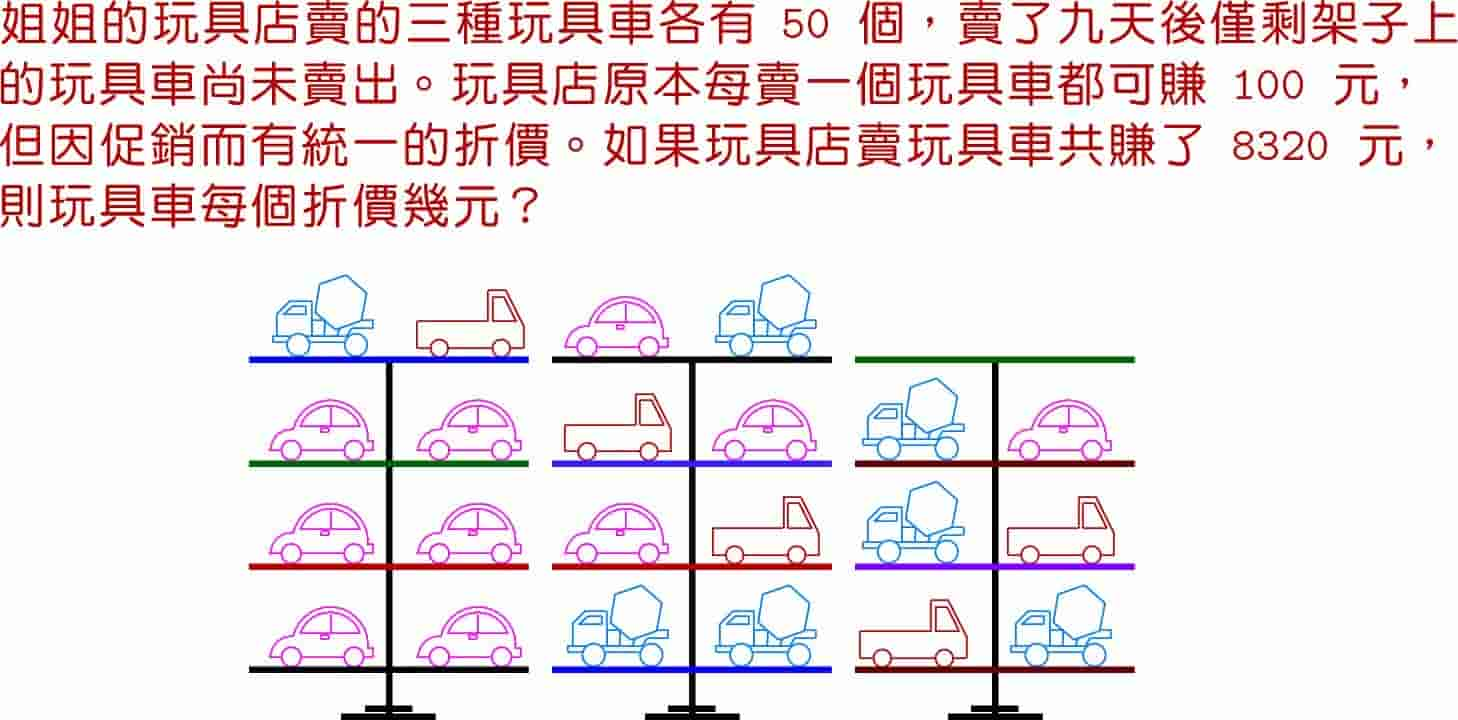 姐姐的玩具店賣的三種玩具車各有 50 個，賣了九天後僅剩架子上
的玩具車尚未賣出。玩具店原本每賣一個玩具車都可賺 100 元，
但因促銷而有統一的折價。如果玩具店賣玩具車共賺了 8320 元，
則玩具車每個折價幾元？